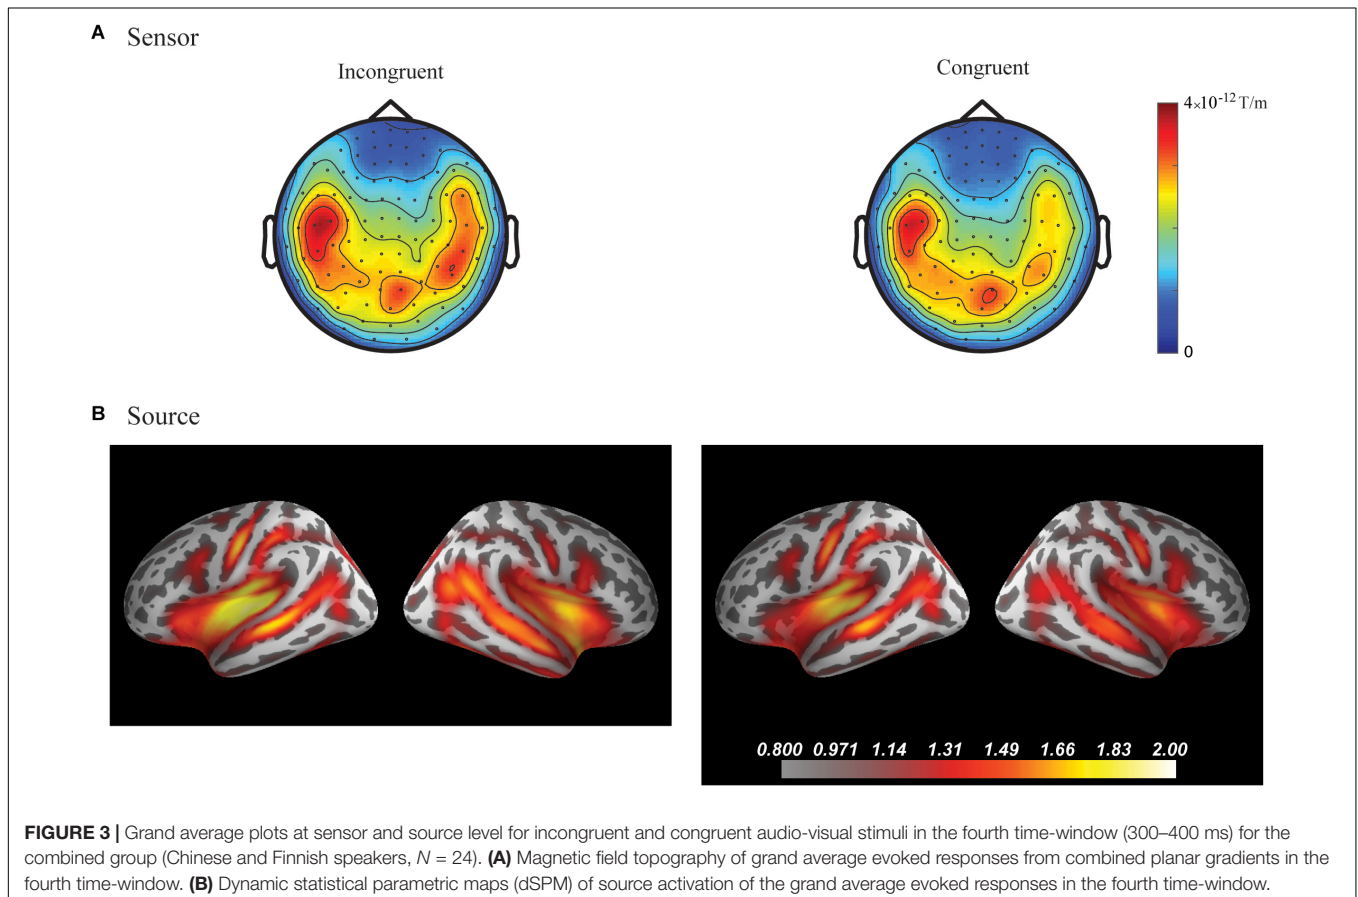 A Sensor
Incongruent
Congruent
4×10⁻¹² T/m
0
B Source
0.800 0.971 1.14 1.31 1.49 1.66 1.83 2.00
FIGURE 3 | Grand average plots at sensor and source level for incongruent and congruent audio-visual stimuli in the fourth time-window (300–400 ms) for the
combined group (Chinese and Finnish speakers, N = 24). (A) Magnetic field topography of grand average evoked responses from combined planar gradients in the
fourth time-window. (B) Dynamic statistical parametric maps (dSPM) of source activation of the grand average evoked responses in the fourth time-window.